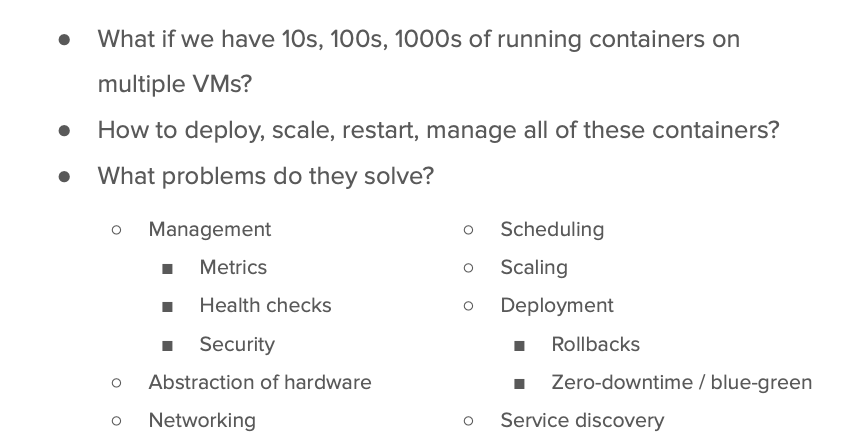 ● What if we have 10s, 100s, 1000s of running containers on
multiple VMs?
● How to deploy, scale, restart, manage all of these containers?
● What problems do they solve?
○ Management
■ Metrics
■ Health checks
■ Security
○ Abstraction of hardware
○ Networking
○ Scheduling
○ Scaling
○ Deployment
■ Rollbacks
■ Zero-downtime / blue-green
○ Service discovery